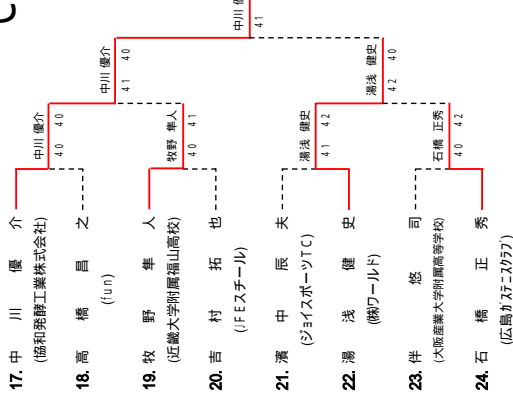 17. 中川 優介
(協和発酵工業株式会社)
18. 高橋 昌之
(fun)
19. 牧野 隼人
(近畿大学附属福山高校)
20. 吉村 拓也
(JFEスチール)
21. 濱中 辰夫
(ジョイスポーツTC)
22. 湯浅 健史
(㈱ワールド)
23. 伴 悠司
(大阪産業大学附属高等学校)
24. 石橋 正秀
(広島ガステニスクラブ)
中川 優介
40 40
牧野 隼人
40 41
湯浅 健史
41 42
石橋 正秀
40 42
中川 優介
41 40
湯浅 健史
42 40
中川
41